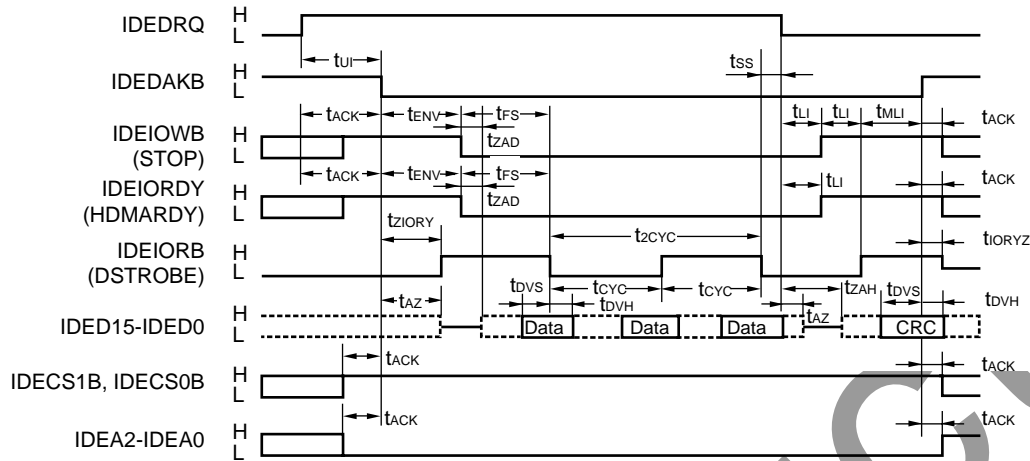 IDEDRQ H
L
tUI tSS
IDEDAKB H
L
tACK tENV tFS tLI tLI tMLI tACK
IDEIOWB H
(STOP) L
tZAD
tACK tENV tFS tLI tACK
IDEIORDY H
(HDMARDY) L
tZAD
tZIORY t2CYC tIORYZ
IDEIORB H
(DSTROBE) L
tDVS tCYC tCYC tZAH tDVS
tAZ tDVH tAZ tDVH
IDED15-IDED0 H
L
Data Data Data CRC
tACK tACK
IDECS1B, IDECS0B H
L
tACK tACK
IDEA2-IDEA0 H
L